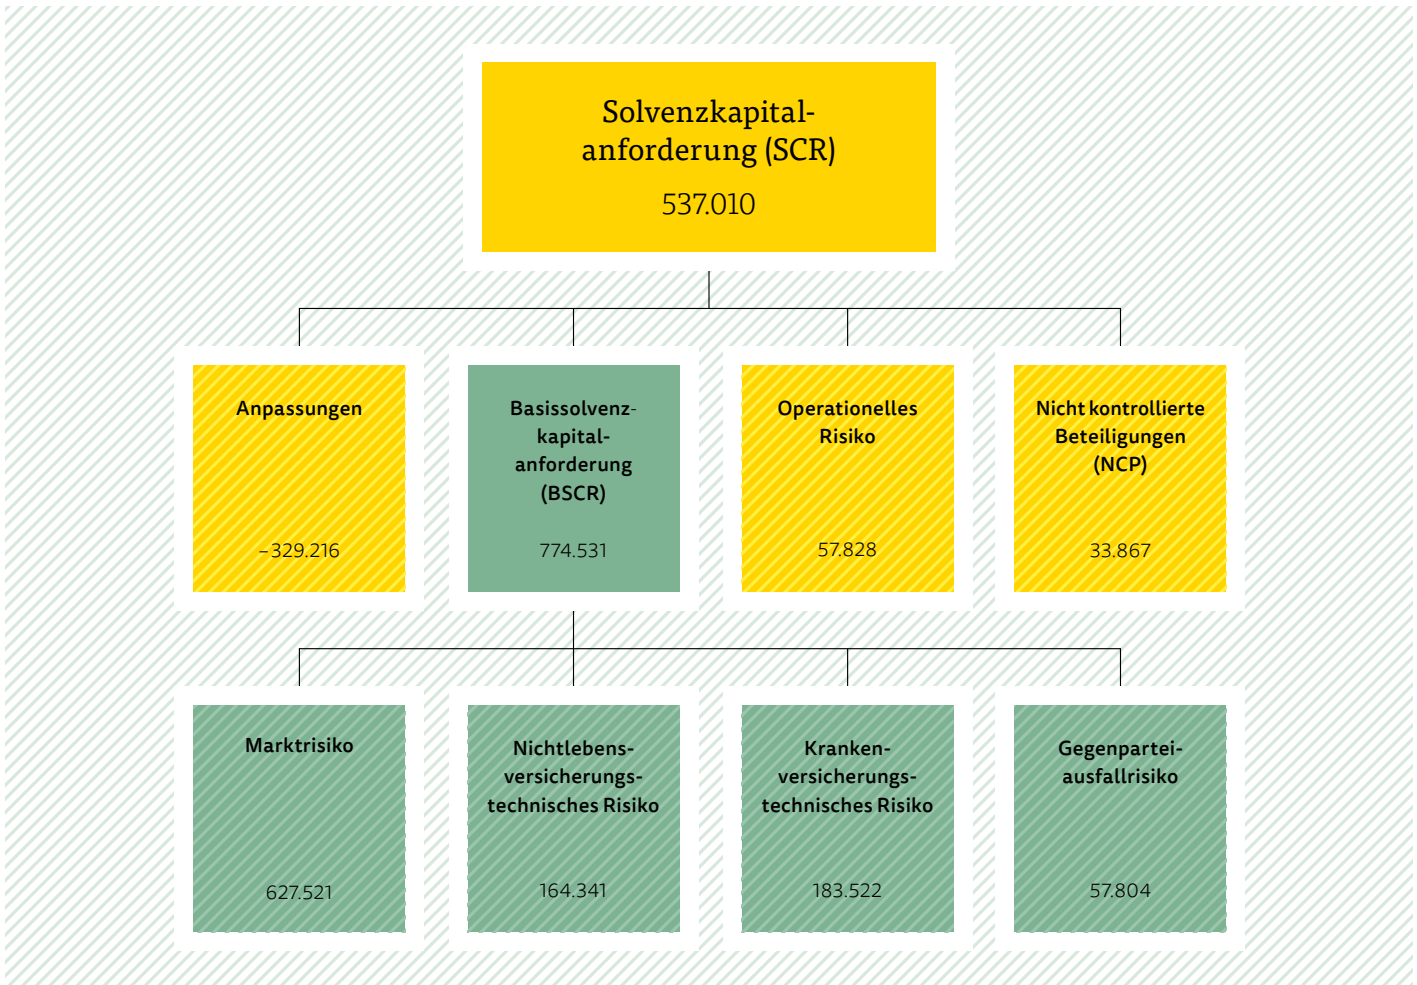 Solvenzkapital-
anforderung (SCR)
537.010
Anpassungen
–329.216
Basissolvenz-
kapital-
anforderung
(BSCR)
774.531
Operationelles
Risiko
57.828
Nicht kontrollierte
Beteiligungen
(NCP)
33.867
Marktrisiko
627.521
Nichtlebens-
versicherungs-
technisches Risiko
164.341
Kranken-
versicherungs-
technisches Risiko
183.522
Gegenpartei-
ausfallrisiko
57.804